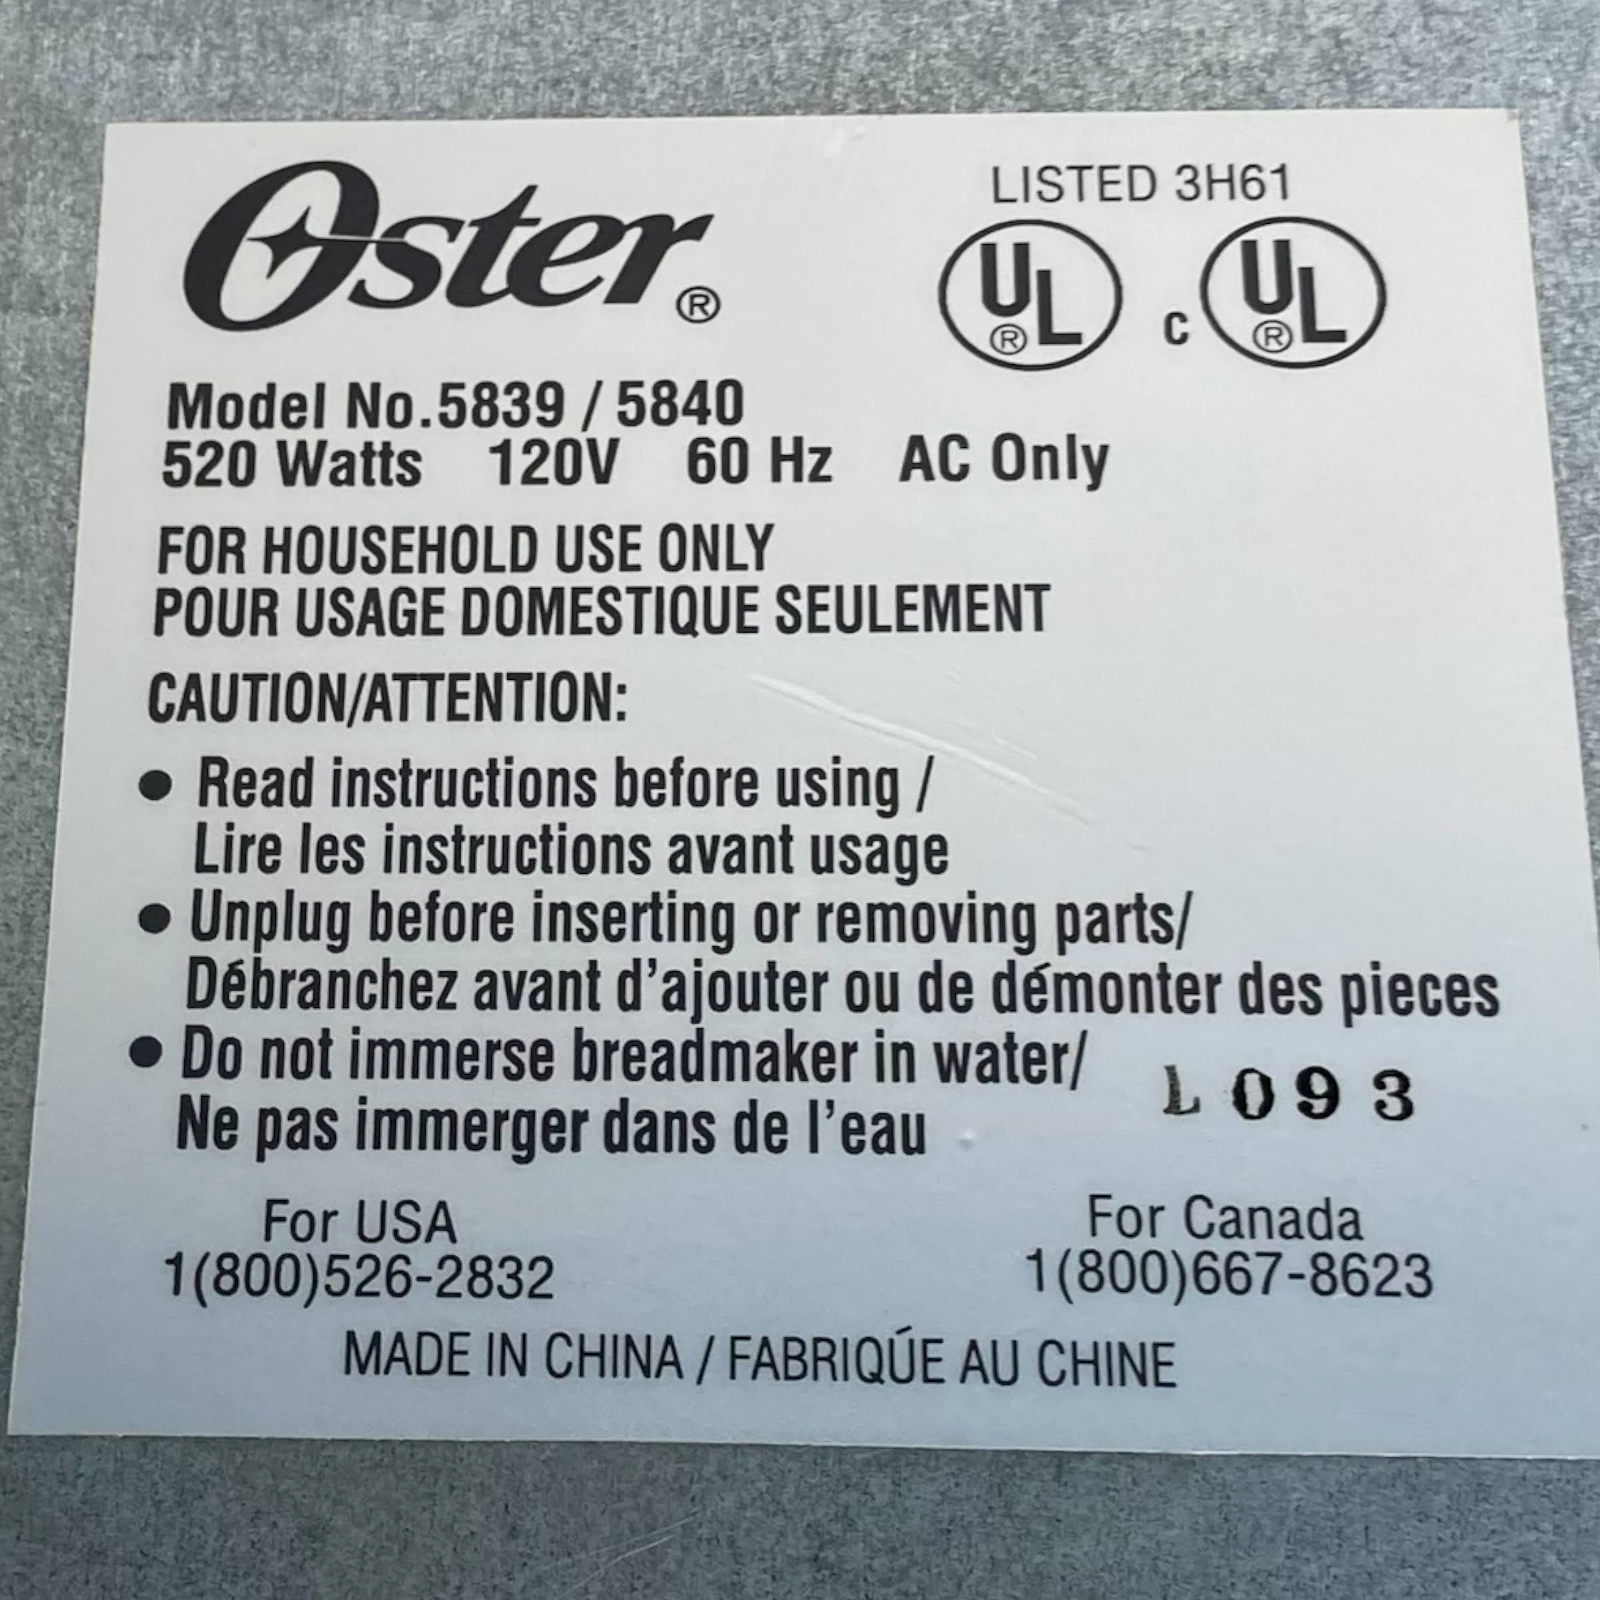 Oster®
LISTED 3H61
UL® c UL®
Model No.5839 / 5840
520 Watts 120V 60 Hz AC Only
FOR HOUSEHOLD USE ONLY
POUR USAGE DOMESTIQUE SEULEMENT
CAUTION/ATTENTION:
● Read instructions before using /
Lire les instructions avant usage
● Unplug before inserting or removing parts/
Débranchez avant d'ajouter ou de démonter des pieces
● Do not immerse breadmaker in water/
Ne pas immerger dans de l'eau
L093
For USA
1(800)526-2832
For Canada
1(800)667-8623
MADE IN CHINA / FABRIQÚE AU CHINE